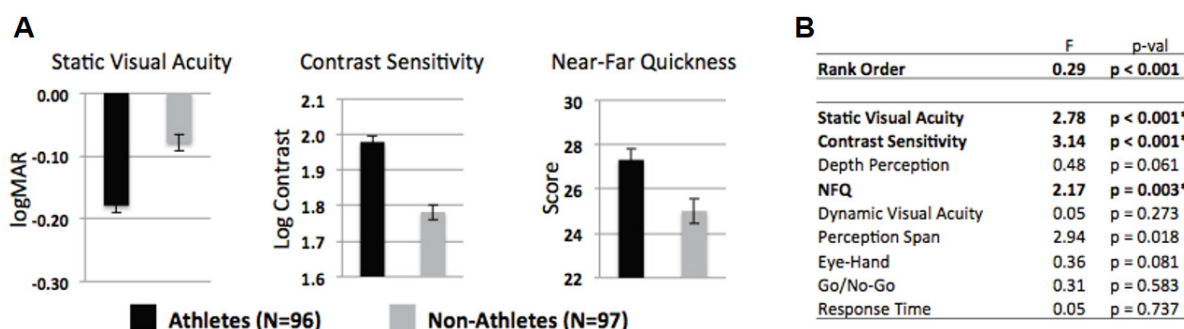 A
Static Visual Acuity
0.00
-0.10
-0.20
-0.30
logMAR
Contrast Sensitivity
2.1
2.0
1.9
1.8
1.7
1.6
Log Contrast
Near-Far Quickness
30
28
26
24
22
Score
Athletes (N=96) Non-Athletes (N=97)
B
F p-val
Rank Order 0.29 p < 0.001
Static Visual Acuity 2.78 p < 0.001*
Contrast Sensitivity 3.14 p < 0.001*
Depth Perception 0.48 p = 0.061
NFQ 2.17 p = 0.003*
Dynamic Visual Acuity 0.05 p = 0.273
Perception Span 2.94 p = 0.018
Eye-Hand 0.36 p = 0.081
Go/No-Go 0.31 p = 0.583
Response Time 0.05 p = 0.737